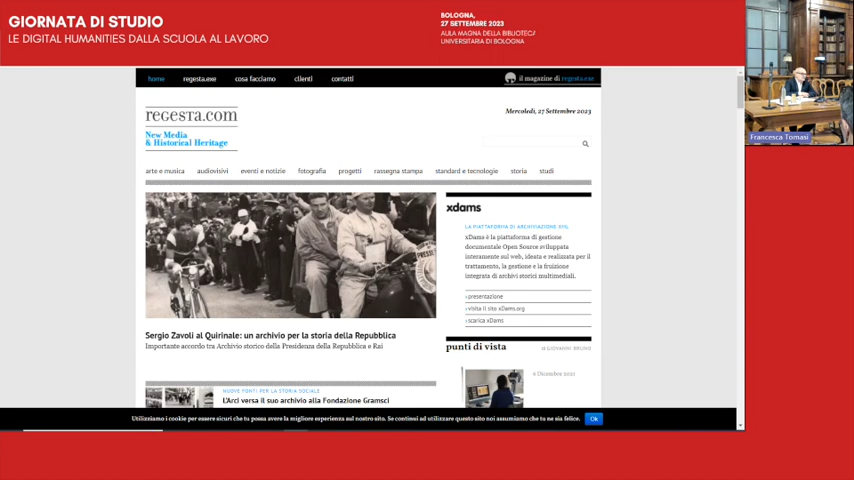 GIORNATA DI STUDIO
LE DIGITAL HUMANITIES DALLA SCUOLA AL LAVORO
BOLOGNA,
27 SETTEMBRE 2023
AULA MAGNA DELLA BIBLIOTECA
UNIVERSITARIA DI BOLOGNA
Francesca Tomasi
home regesta.exe cosa facciamo clienti contatti
il magazine di regesta.exe
regesta.com
New Media
& Historical Heritage
Mercoledì, 27 Settembre 2023
arte e musica audiovisivi eventi e notizie fotografia progetti rassegna stampa standard e tecnologie storia studi
PRESSE
Sergio Zavoli al Quirinale: un archivio per la storia della Repubblica
Importante accordo tra Archivio storico della Presidenza della Repubblica e Rai
NUOVE FONTI PER LA STORIA SOCIALE
L'Arci versa il suo archivio alla Fondazione Gramsci
xdams
LA PIATTAFORMA DI ARCHIVIAZIONE XML
xDams è la piattaforma di gestione
documentale Open Source sviluppata
interamente sul web, ideata e realizzata per il
trattamento, la gestione e la fruizione
integrata di archivi storici multimediali.
presentazione
visita il sito xDams.org
scarica xDams
punti di vista
di GIOVANNI BRUNO
6 Dicembre 2021
Utilizziamo i cookie per essere sicuri che tu possa avere la migliore esperienza sul nostro sito. Se continui ad utilizzare questo sito noi assumiamo che tu ne sia felice. Ok